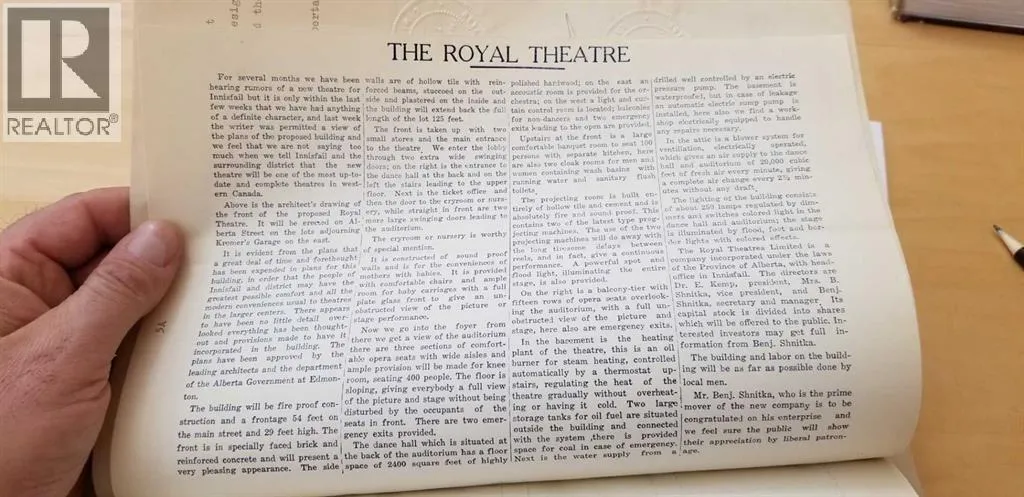 REALTOR®
THE ROYAL THEATRE
For several months we have been
hearing rumors of a new theatre for
Innisfail but it is only within the last
few weeks that we have had anything
of a definite character, and last week
the writer was permitted a view of
the plans of the proposed building and
we feel that we are not saying too
much when we tell Innisfail and the
surrounding district that the new
theatre will be one of the most up-to-
date and complete theatres in west-
ern Canada.
Above is the architect's drawing of
the front of the proposed Royal
Theatre. It will be erected on Al-
berta Street on the lots adjourning
Kremer's Garage on the east.
It is evident from the plans that
a great deal of time and forethought
has been expended in plans for this
building, in order that the people of
Innisfail and district may have the
greatest possible comfort and all the
modern conveniences usual to theatres
in the larger centers. There appears
to have been no little detail over-
looked everything has been thought-
out and provisions made to have it
incorporated in the building. The
plans have been approved by the
leading architects and the department
of the Alberta Government at Edmon-
ton.
The building will be fire proof con-
struction and a frontage 54 feet on
the main street and 29 feet high. The
front is in specially faced brick and
reinforced concrete and will present a
very pleasing appearance. The side
walls are of hollow tile with rein-
forced beams, stuccoed on the out-
side and plastered on the inside and
the building will extend back the full
length of the lot 125 feet.
The front is taken up with two
small stores and the main entrance
to the theatre. We enter the lobby
through two extra wide swinging
doors; on the right is the entrance to
the dance hall at the back and on the
left the stairs leading to the upper
floor. Next is the ticket office and
then the door to the cryroom or nurs-
ery, while straight in front are two
more large swinging doors leading to
the auditorium.
The cryroom or nursery is worthy
of special mention.
It is constructed of sound proof
walls and is for the conveniences of
mothers with babies. It is provided
with comfortable chairs and ample
room for baby carriages with a full
plate glass front to give an un-
obstructed view of the picture or
stage performance.
Now we go into the foyer from
there we get a view of the auditorium
there are three sections of comfort-
able opera seats with wide aisles and
ample provision will be made for knee
room, seating 400 people. The floor is
sloping, giving everybody a full view
of the picture and stage without being
disturbed by the occupants of the
seats in front. There are two emer-
gency exits provided.
The dance hall which is situated at
the back of the auditorium has a floor
space of 2400 square feet of highly
polished hardwood; on the east an
accoustic room is provided for the or-
chestra; on the west a light and cur-
tain control room is located; balconies
for non-dancers and two emergency
exits leading to the open are provided.
Upstairs at the front is a large
comfortable banquet room to seat 100
persons with separate kitchen, here
are also two cloak rooms for men and
women containing wash basins with
running water and sanitary flush
toilets.
The projecting room is built en-
tirely of hollow tile and cement and is
absolutely fire and sound proof. This
contains two of the latest type prog-
jecting machines. The use of the two
projecting machines will do away with
the long tiresome delays between
reels, and in fact, give a continuous
performance. A powerful spot and
flood light, illuminating the entire
stage, is also provided.
On the right is a balcony-tier with
fifteen rows of opera seats overlook-
ing the auditorium, with a full un-
obstructed view of the picture and
stage, here also are emergency exits.
In the basement is the heating
plant of the theatre, this is an oil
burner for steam heating, controlled
automatically by a thermostat up-
stairs, regulating the heat of the
theatre gradually without overheat-
ing or having it cold. Two large
storage tanks for oil fuel are situated
outside the building and connected
with the system ,there is provided
space for coal in case of emergency.
Next is the water supply from a
drilled well controlled by an electric
pressure pump. The basement is
waterproofed, but in case of leakage
an automatic electric sump pump is
installed, here also we find a work-
shop electrically equipped to handle
any repairs necessary.
In the attic is a blower system for
ventilation, electrically operated,
which gives an air supply to the dance
hall and auditorium of 20,000 cubic
feet of fresh air every minute, giving
a complete air change every 2½ min-
utes without any draft.
The lighting of the building consists
of about 250 lamps regulated by dim-
mers and switches colored light in the
dance hall and auditorium; the stage
is illuminated by flood, foot and bor-
der lights with colored effects.
The Royal Theatres Limited is a
company incorporated under the laws
of the Province of Alberta, with head-
office in Innisfail. The directors are
Dr. E. Kemp, president, Mrs. B.
Shnitka, vice president, and Benj.
Shnitka, secretary and manager. Its
capital stock is divided into shares
which will be offered to the public. In-
terested investors may get full in-
formation from Benj. Shnitka.
The building and labor on the build-
ing will be as far as possible done by
local men.
Mr. Benj. Shnitka, who is the prime
mover of the new company is to be
congratulated on his enterprise and
we feel sure the public will show
their appreciation by liberal patron-
age.